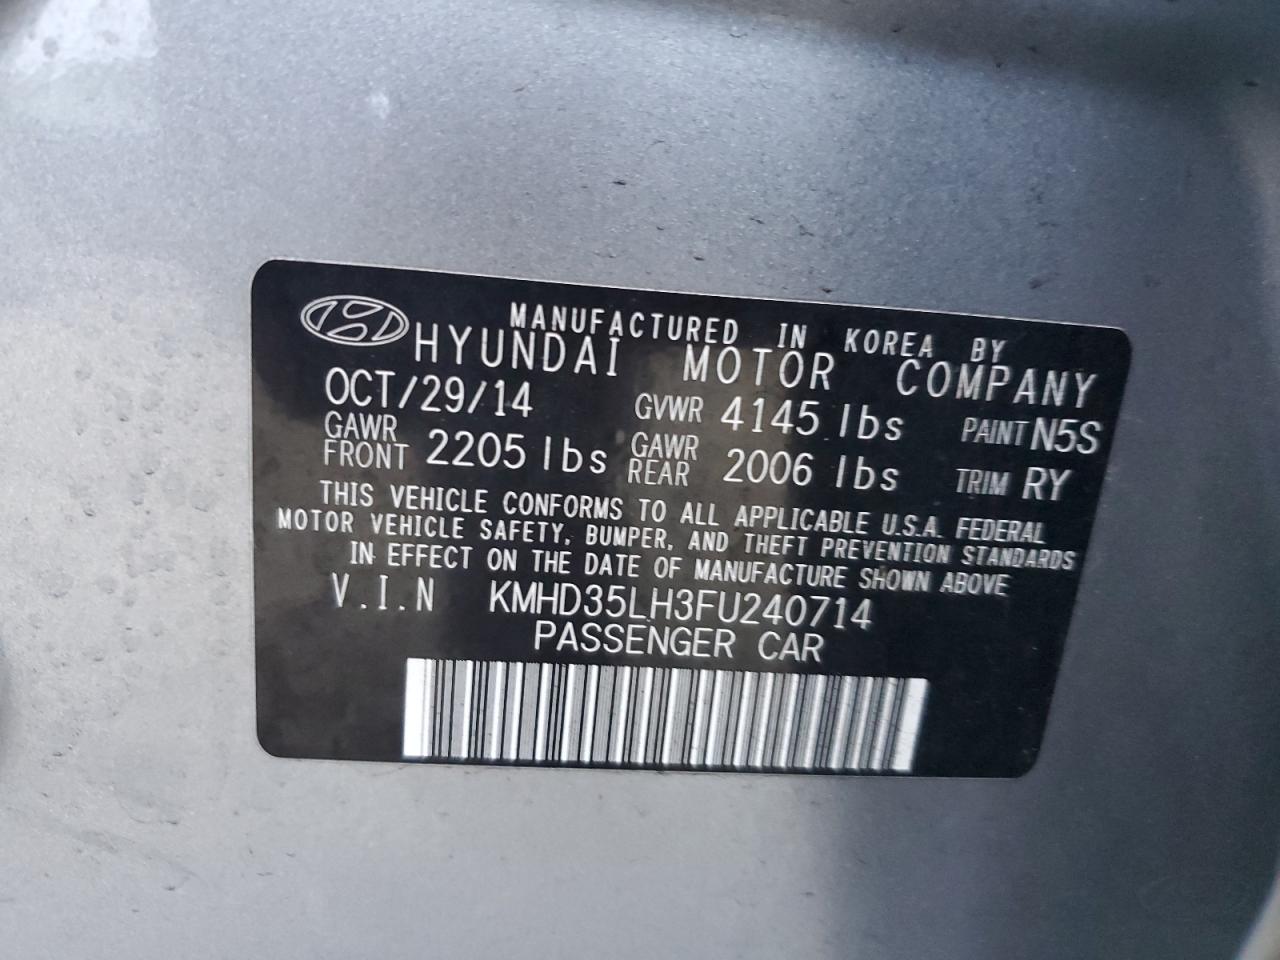 MANUFACTURED IN KOREA BY
HYUNDAI MOTOR COMPANY
OCT/29/14 GVWR 4145 lbs PAINT N5S
GAWR FRONT 2205 lbs GAWR REAR 2006 lbs TRIM RY
THIS VEHICLE CONFORMS TO ALL APPLICABLE U.S.A. FEDERAL
MOTOR VEHICLE SAFETY, BUMPER, AND THEFT PREVENTION STANDARDS
IN EFFECT ON THE DATE OF MANUFACTURE SHOWN ABOVE
V.I.N KMHD35LH3FU240714
PASSENGER CAR